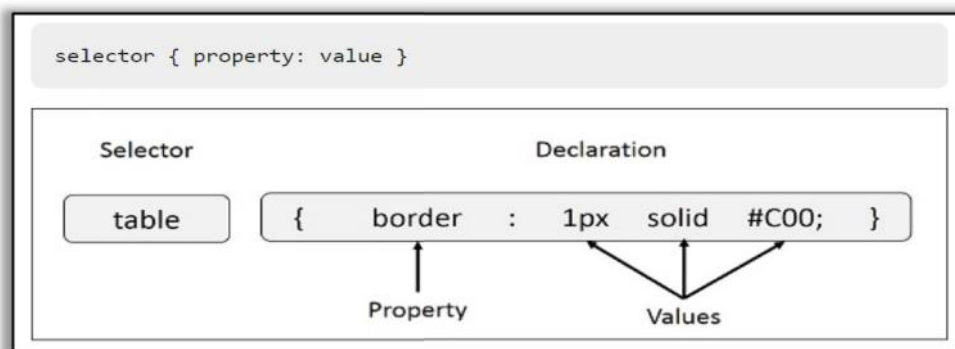 selector { property: value }
Selector Declaration
table { border : 1px solid #C00; }
Property Values